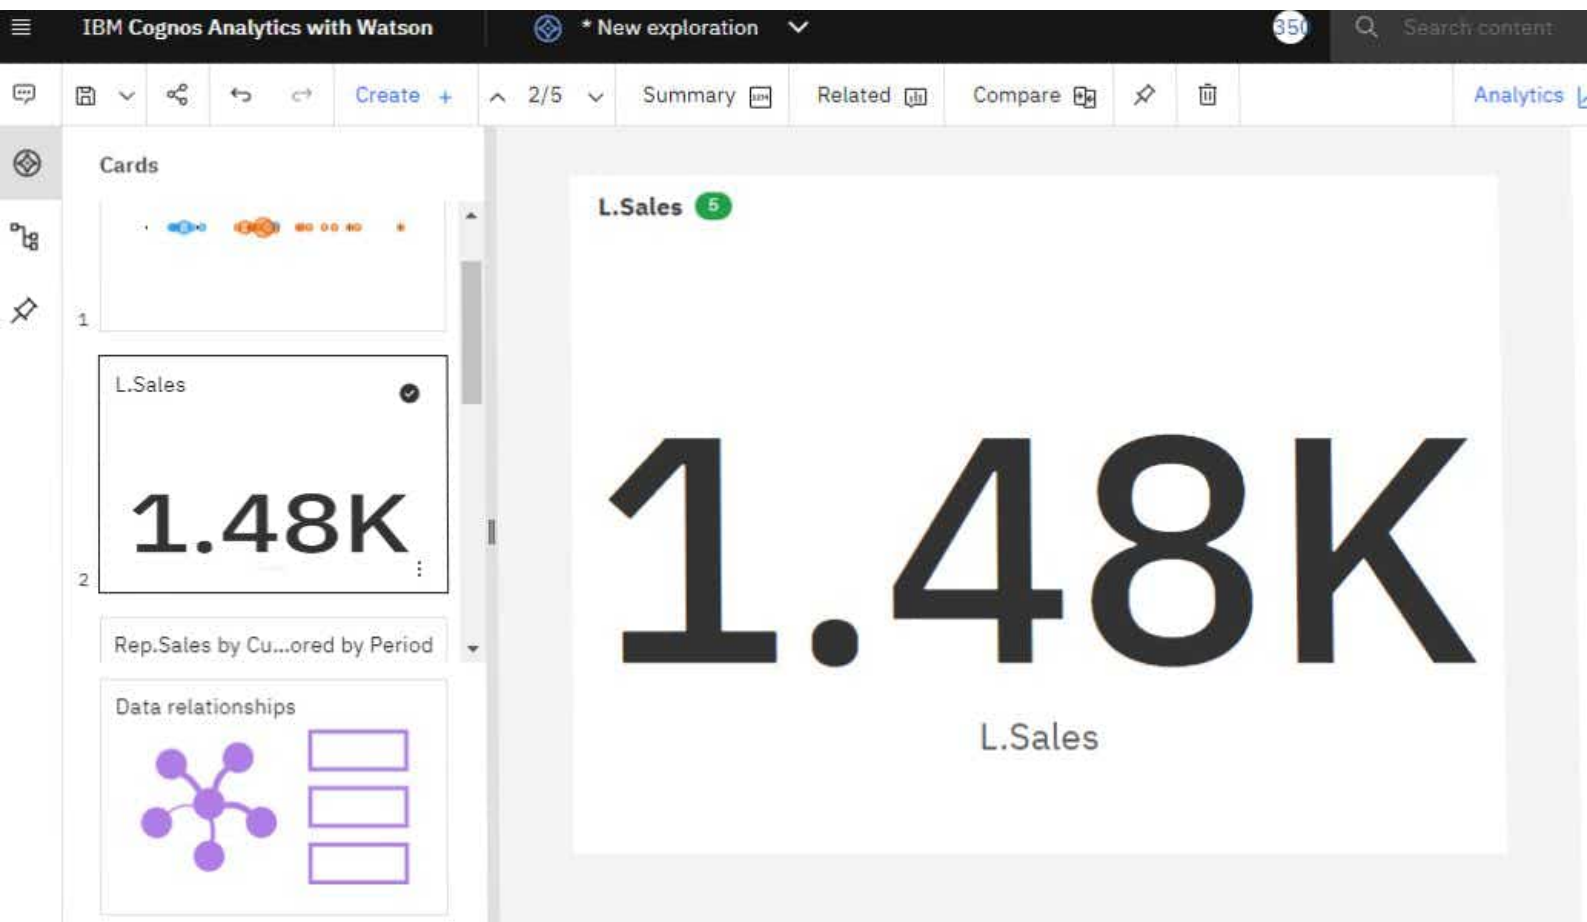 IBM Cognos Analytics with Watson
* New exploration
350
Search content
Create +
2/5
Summary
Related
Compare
Analytics
Cards
1
L.Sales
1.48K
2
Rep.Sales by Cu...ored by Period
Data relationships
L.Sales 5
1.48K
L.Sales